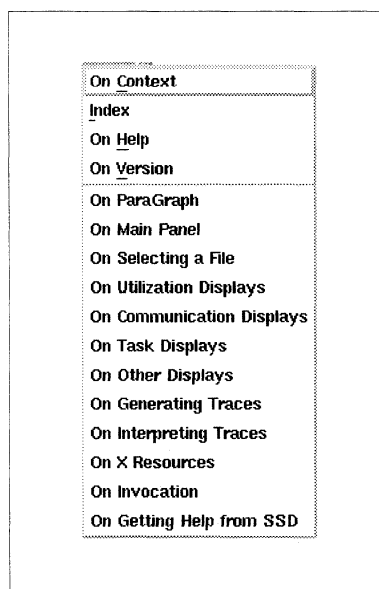 On Context
Index
On Help
On Version
On ParaGraph
On Main Panel
On Selecting a File
On Utilization Displays
On Communication Displays
On Task Displays
On Other Displays
On Generating Traces
On Interpreting Traces
On X Resources
On Invocation
On Getting Help from SSD